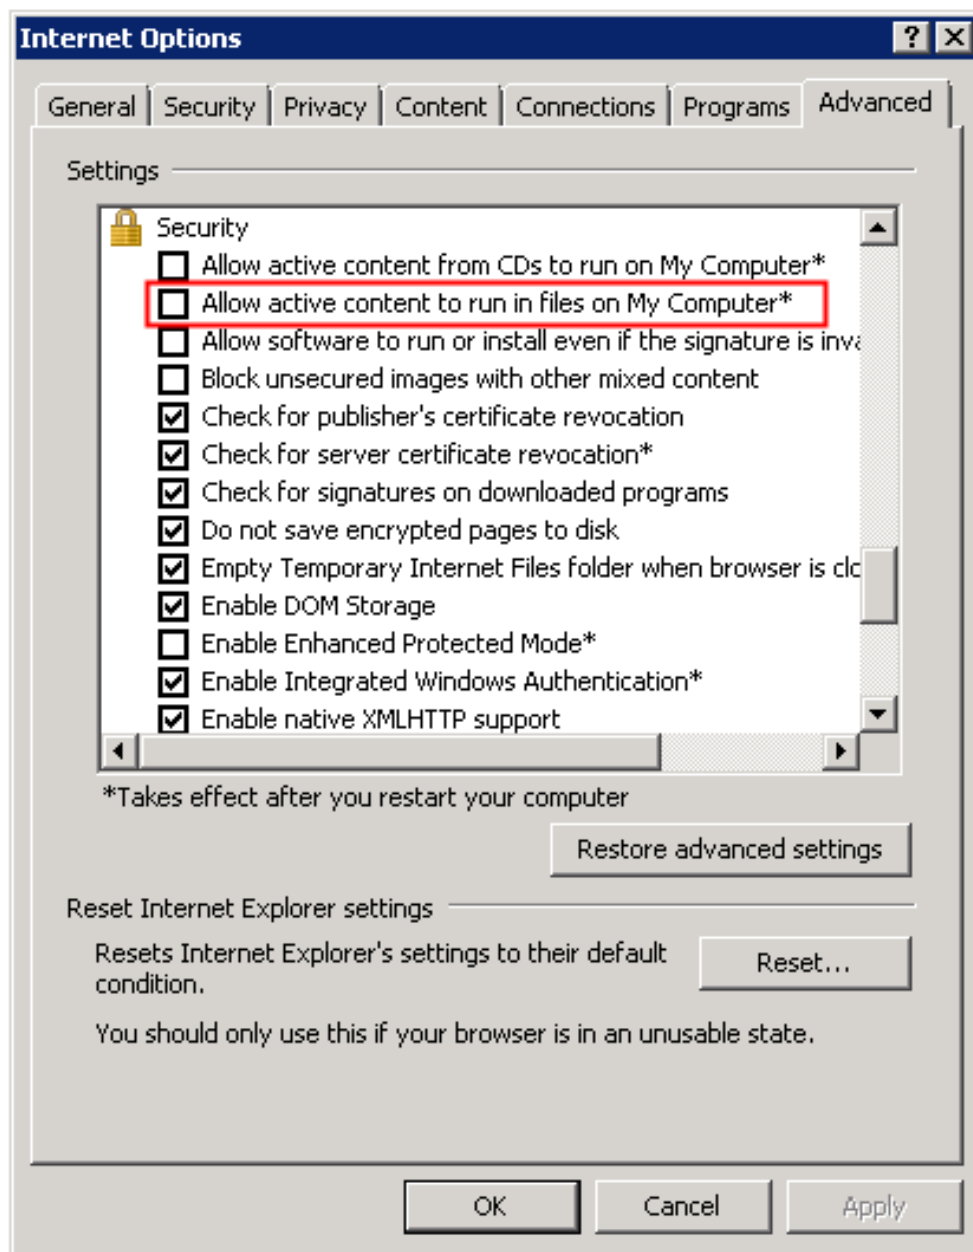 Internet Options
General Security Privacy Content Connections Programs Advanced
Settings
Security
Allow active content from CDs to run on My Computer*
Allow active content to run in files on My Computer*
Allow software to run or install even if the signature is
Block unsecured images with other mixed content
Check for publisher's certificate revocation
Check for server certificate revocation*
Check for signatures on downloaded programs
Do not save encrypted pages to disk
Empty Temporary Internet Files folder when browser is
Enable DOM Storage
Enable Enhanced Protected Mode*
Enable Integrated Windows Authentication*
Enable native XMLHTTP support
*Takes effect after you restart your computer
Restore advanced settings
Reset Internet Explorer settings
Resets Internet Explorer's settings to their default
condition.
Reset...
You should only use this if your browser is in an unusable state.
OK Cancel Apply